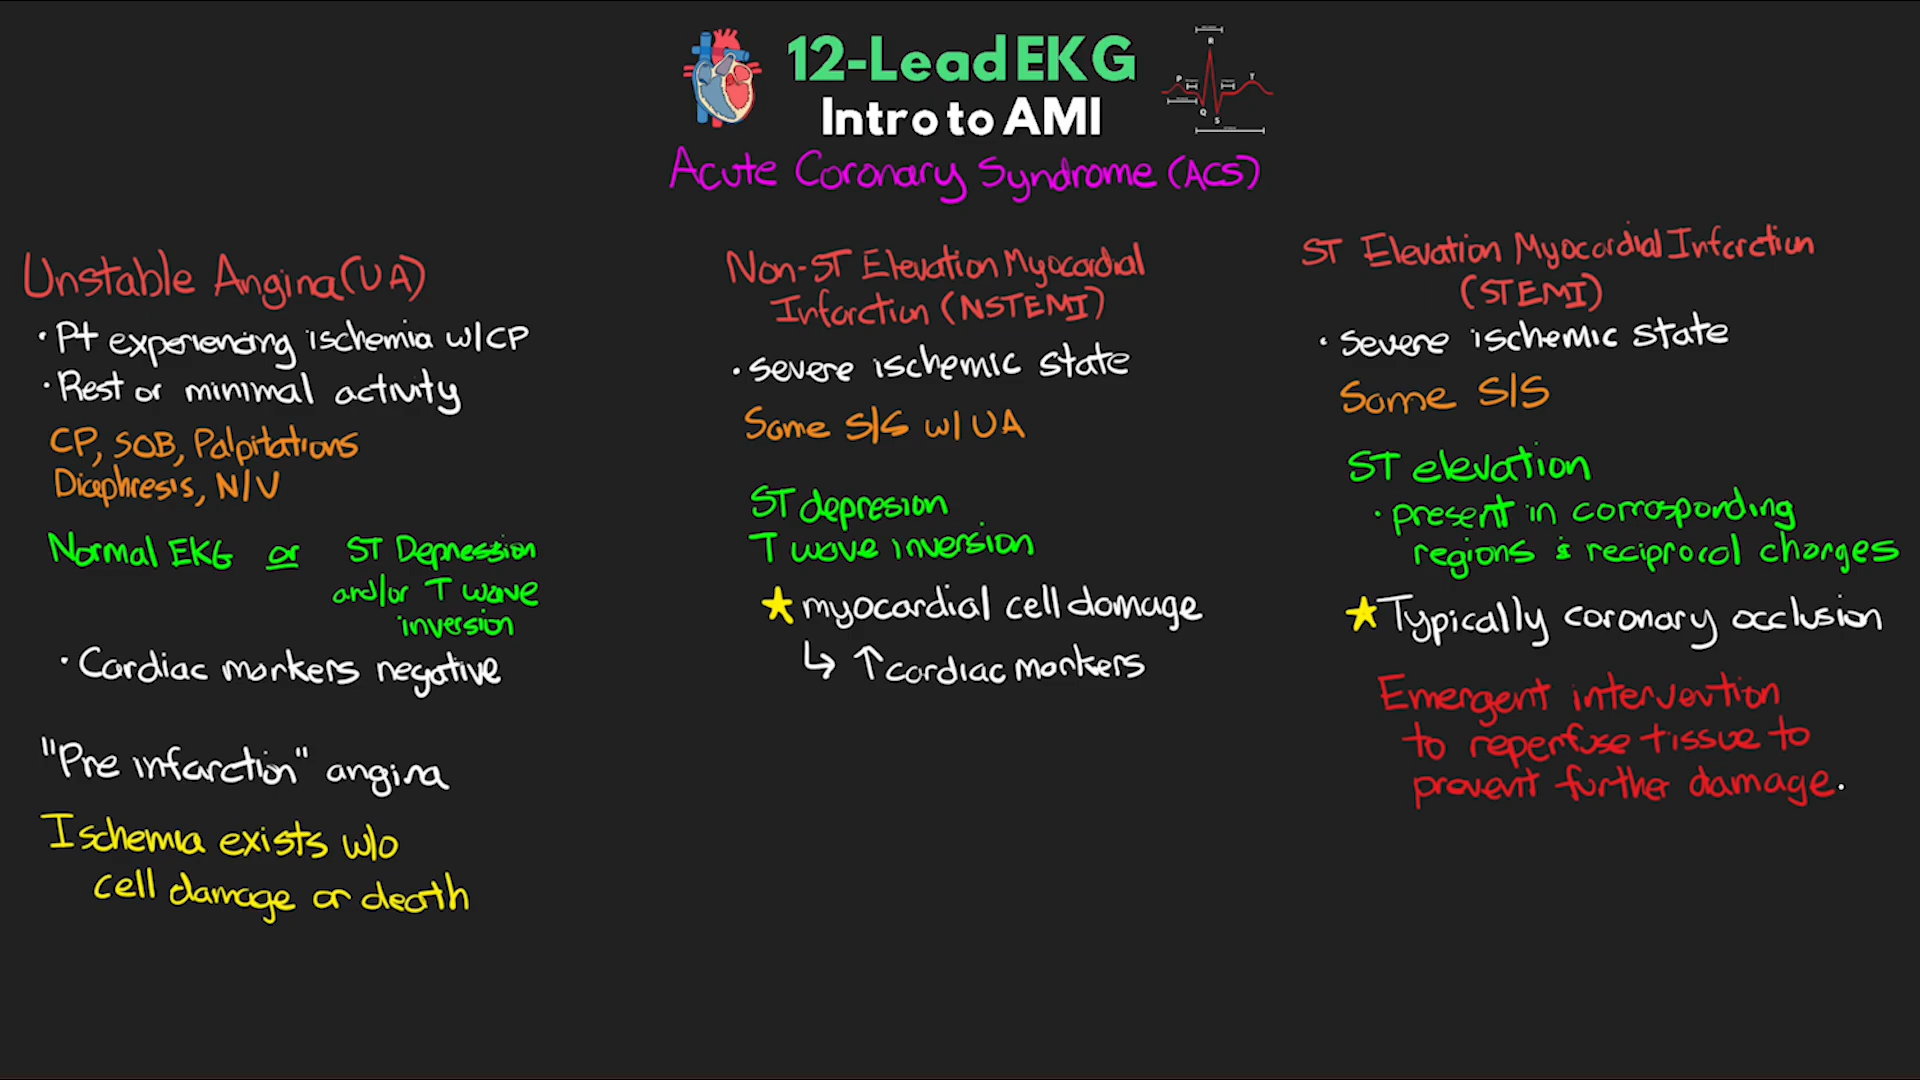 12-Lead EKG
Intro to AMI
R
P
T
Q
S
Acute Coronary Syndrome (ACS)
Unstable Angina (UA)
• Pt experiencing ischemia w/CP
• Rest or minimal activity
CP, SOB, Palpitations
Diaphresis, N/V
Normal EKG or ST Depression
and/or T wave
inversion
• Cardiac markers negative
"Pre infarction" angina
Ischemia exists w/o
cell damage or death
Non-ST Elevation Myocardial
Infarction (NSTEMI)
• severe ischemic state
Same S/S w/ UA
ST depresion
T wave inversion
★ myocardial cell damage
↳ ↑ cardiac markers
ST Elevation Myocardial Infarction
(STEMI)
• severe ischemic state
Same S/S
ST elevation
• present in corrosponding
regions & reciprocal changes
★ Typically coronary occlusion
Emergent intervention
to reperfuse tissue to
prevent further damage.